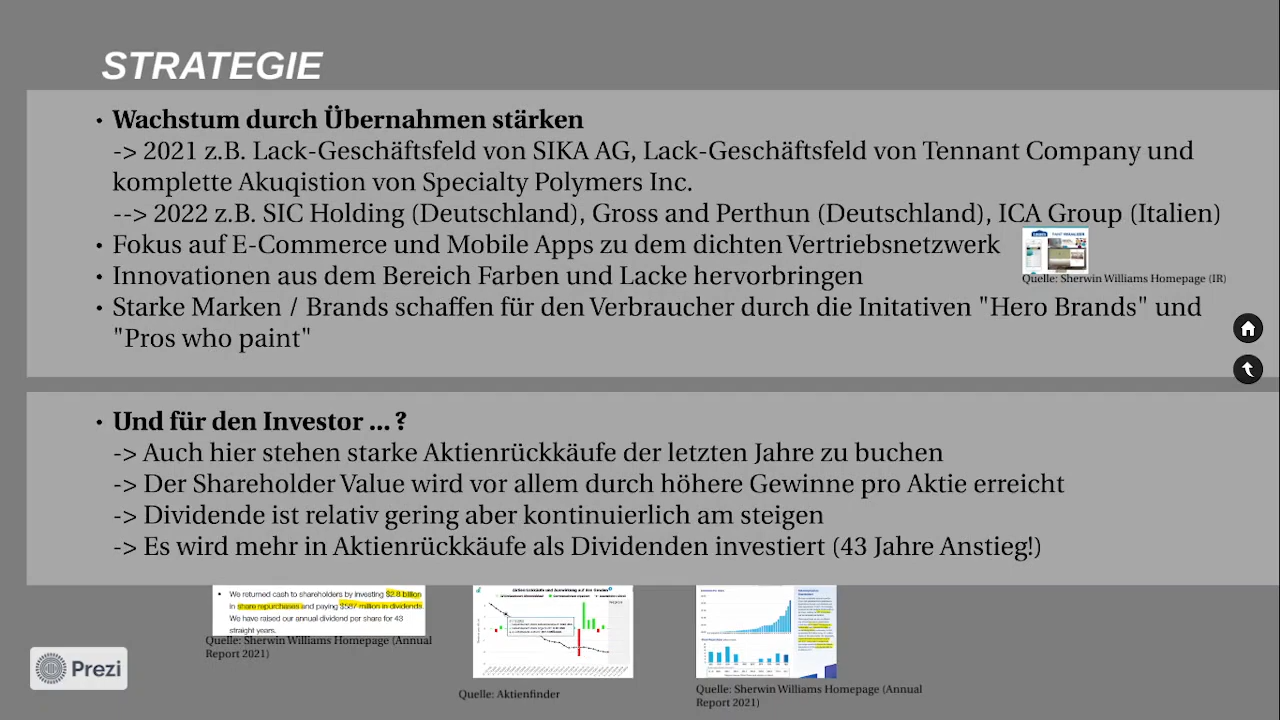 STRATEGIE
• Wachstum durch Übernahmen stärken
-> 2021 z.B. Lack-Geschäftsfeld von SIKA AG, Lack-Geschäftsfeld von Tennant Company und
komplette Akuqistion von Specialty Polymers Inc.
--> 2022 z.B. SIC Holding (Deutschland), Gross and Perthun (Deutschland), ICA Group (Italien)
• Fokus auf E-Commerce und Mobile Apps zu dem dichten Vertriebsnetzwerk
Quelle: Sherwin Williams Homepage (IR)
• Innovationen aus dem Bereich Farben und Lacke hervorbringen
• Starke Marken / Brands schaffen für den Verbraucher durch die Initativen "Hero Brands" und
"Pros who paint"
• Und für den Investor ... ?
-> Auch hier stehen starke Aktienrückkäufe der letzten Jahre zu buchen
-> Der Shareholder Value wird vor allem durch höhere Gewinne pro Aktie erreicht
-> Dividende ist relativ gering aber kontinuierlich am steigen
-> Es wird mehr in Aktienrückkäufe als Dividenden investiert (43 Jahre Anstieg!)
• We returned cash to shareholders by investing $2.8 billion
in share repurchases and paying $587 million in dividends.
We have raised our annual dividend per share for 43
straight years.
Quelle: Sherwin Williams Homepage (Annual
Report 2021)
Quelle: Aktienfinder
Quelle: Sherwin Williams Homepage (Annual
Report 2021)
Prezi